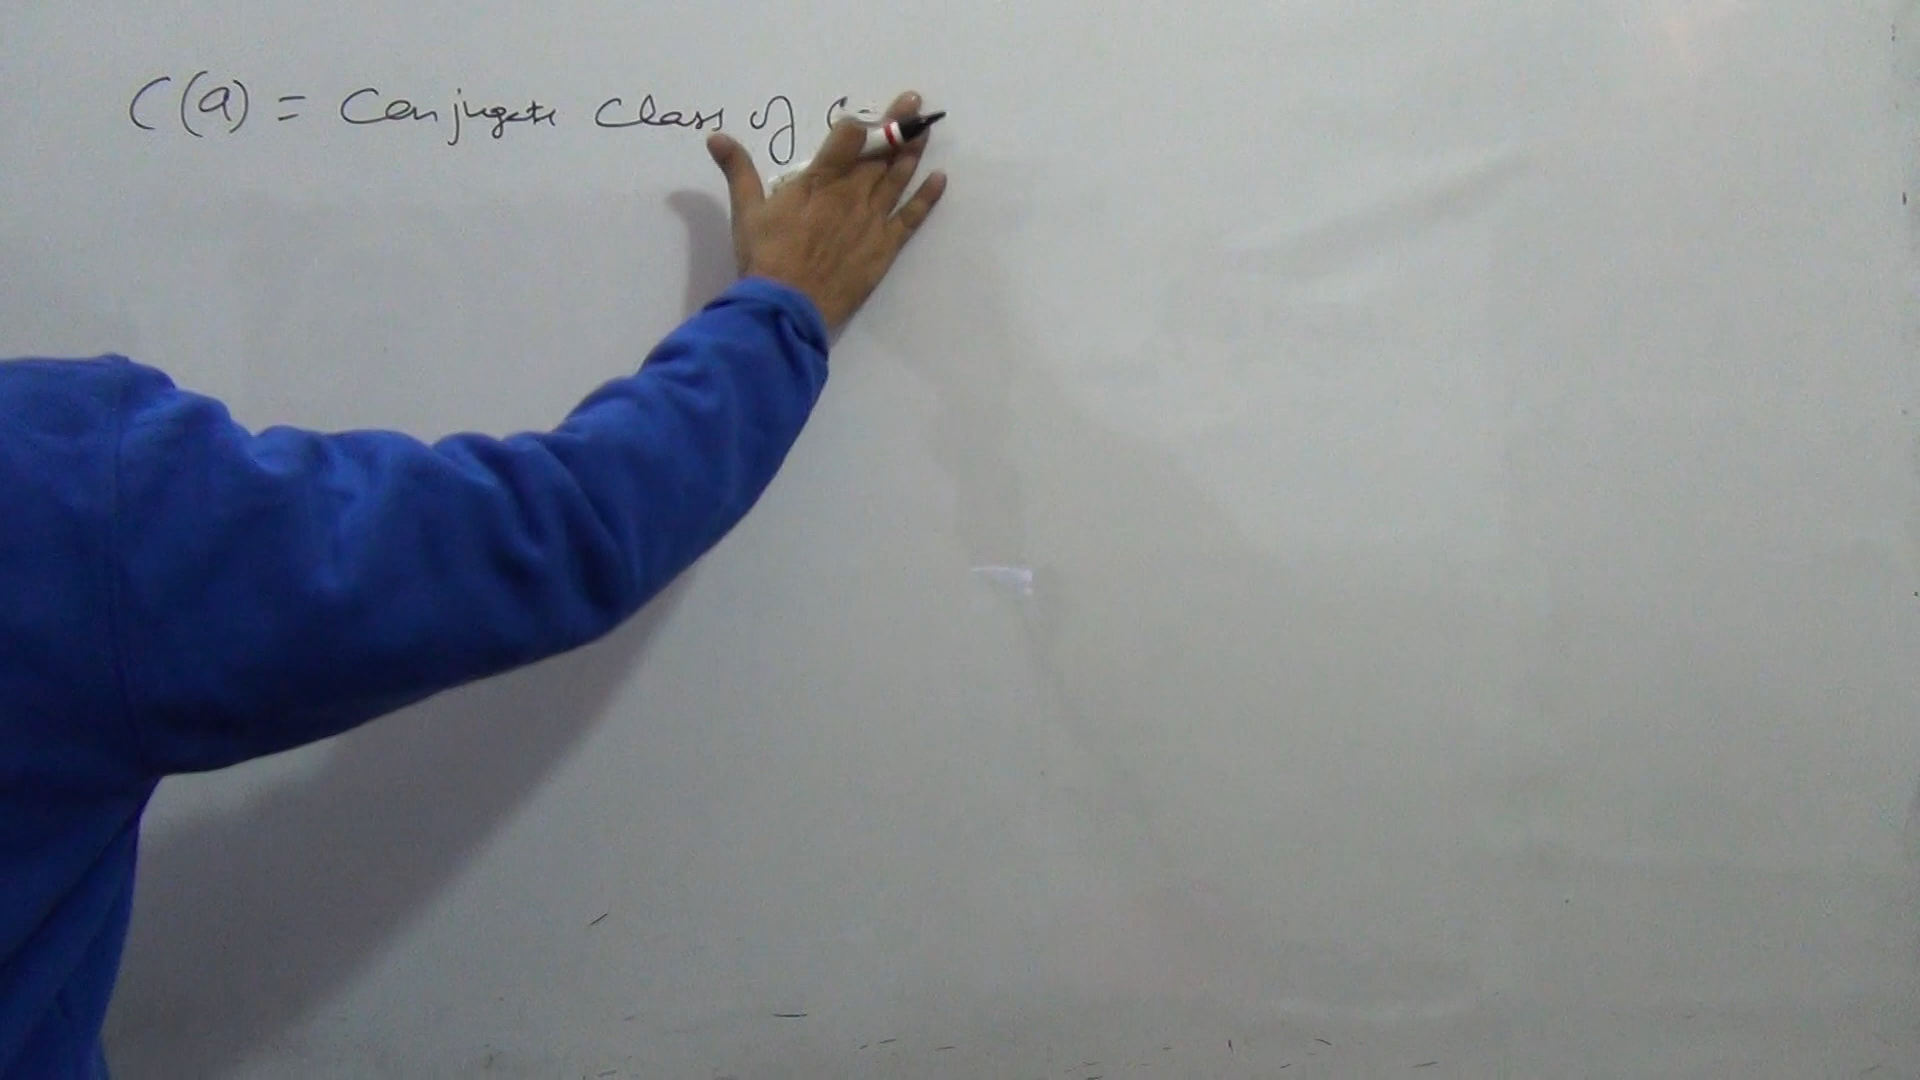 C(a) = Conjugate Class of